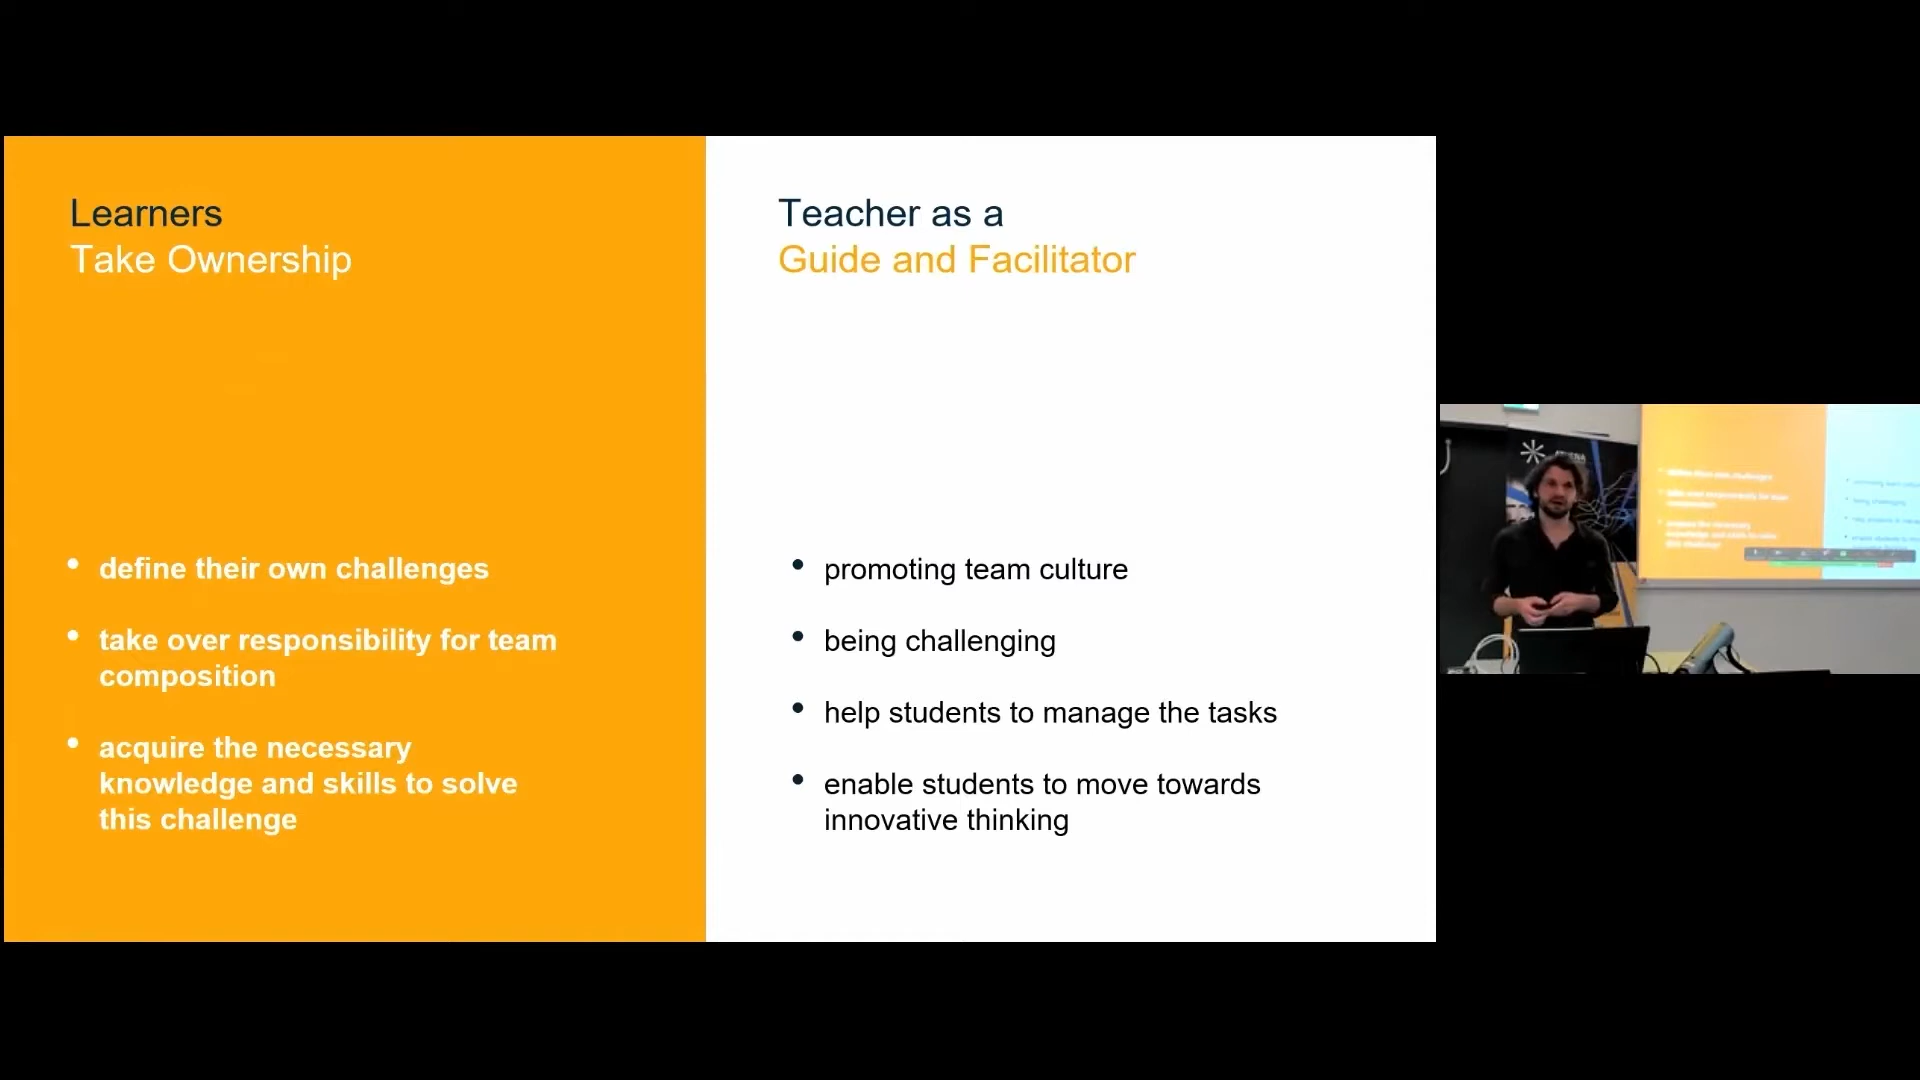 Learners
Take Ownership
define their own challenges
take over responsibility for team
composition
acquire the necessary
knowledge and skills to solve
this challenge
Teacher as a
Guide and Facilitator
promoting team culture
being challenging
help students to manage the tasks
enable students to move towards
innovative thinking